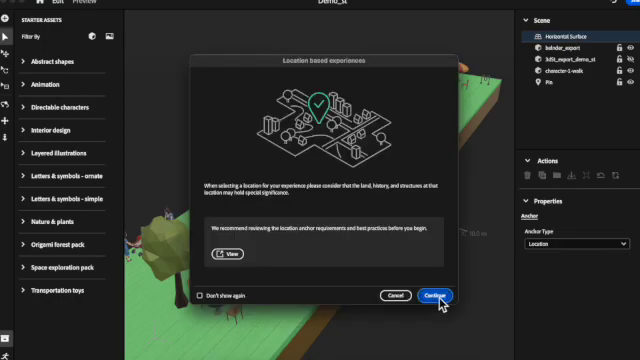 Edit
Preview
Demo_st
STARTER ASSETS
Filter By
Abstract shapes
Animation
Directable characters
Interior design
Layered illustrations
Letters & symbols - ornate
Letters & symbols - simple
Nature & plants
Origami forest pack
Space exploration pack
Transportation toys
Location based experiences
When selecting a location for your experience please consider that the land, history, and structures at that
location may hold special significance.
We recommend reviewing the location anchor requirements and best practices before you begin.
View
Don't show again
Cancel
Continue
10.0 m
Scene
Horizontal Surface
balnder_export
3dSt_export_demo_st
character-1-walk
Pin
Actions
Properties
Anchor
Anchor Type
Location